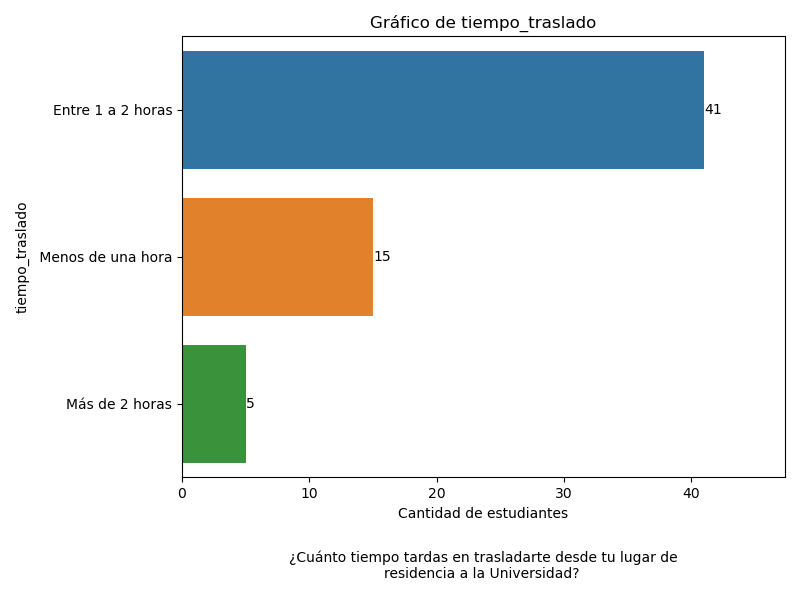 Gráfico de tiempo_traslado
Entre 1 a 2 horas
41
Menos de una hora
15
Más de 2 horas
5
tiempo_traslado
0 10 20 30 40
Cantidad de estudiantes
¿Cuánto tiempo tardas en trasladarte desde tu lugar de
residencia a la Universidad?